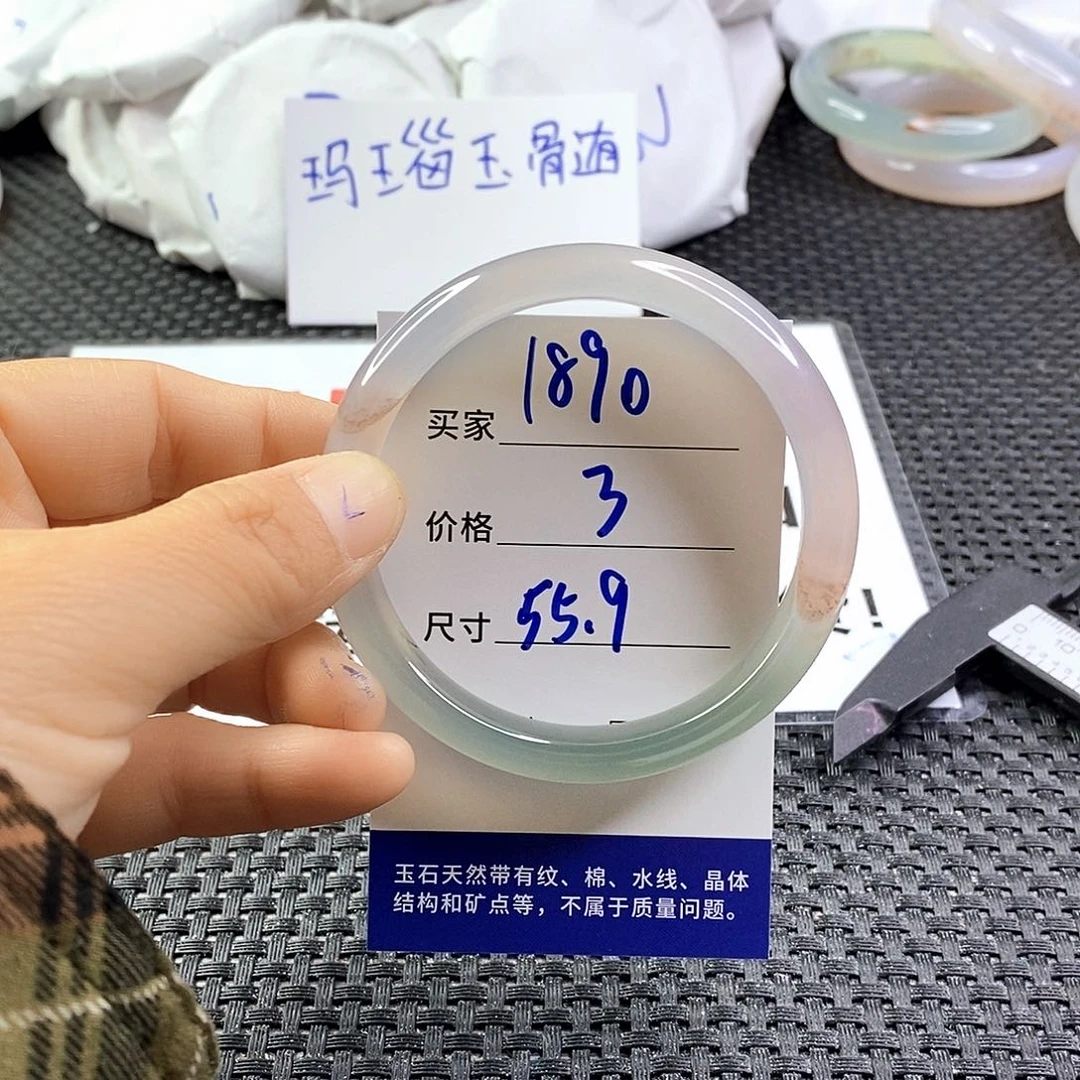 玛瑙玉骨髄
买家 1890
价格 3
尺寸 55.9
玉石天然带有纹、棉、水线、晶体
结构和矿点等，不属于质量问题。